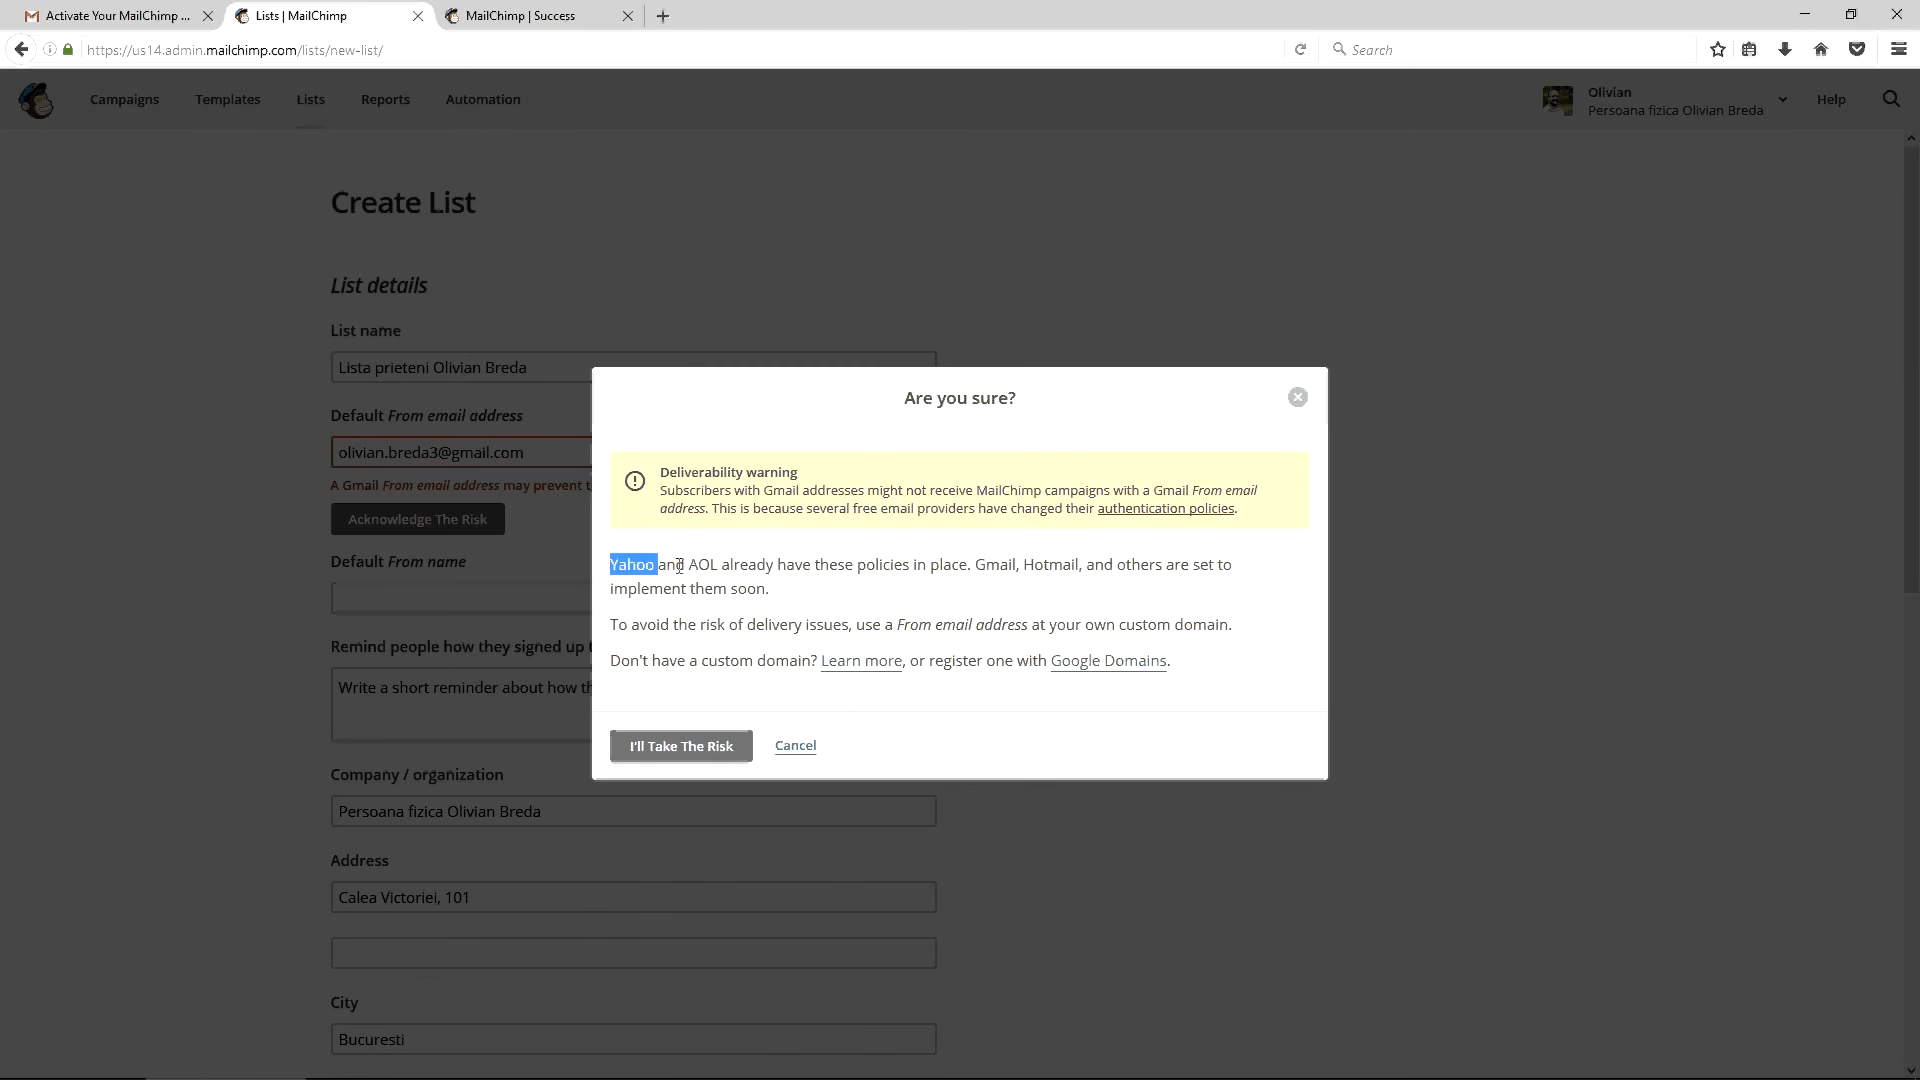 Activate Your MailChimp ...
Lists | MailChimp
MailChimp | Success
https://us14.admin.mailchimp.com/lists/new-list/
Search
Campaigns
Templates
Lists
Reports
Automation
Olivian
Persoana fizica Olivian Breda
Help
Create List
List details
List name
Lista prieteni Olivian Breda
Default From email address
olivian.breda3@gmail.com
A Gmail From email address may prevent
Acknowledge The Risk
Default From name
Remind people how they signed up
Write a short reminder about how
Company / organization
Persoana fizica Olivian Breda
Address
Calea Victoriei, 101
City
Bucuresti
Are you sure?
Deliverability warning
Subscribers with Gmail addresses might not receive MailChimp campaigns with a Gmail From email
address. This is because several free email providers have changed their authentication policies.
Yahoo and AOL already have these policies in place. Gmail, Hotmail, and others are set to
implement them soon.
To avoid the risk of delivery issues, use a From email address at your own custom domain.
Don't have a custom domain? Learn more, or register one with Google Domains.
I'll Take The Risk
Cancel